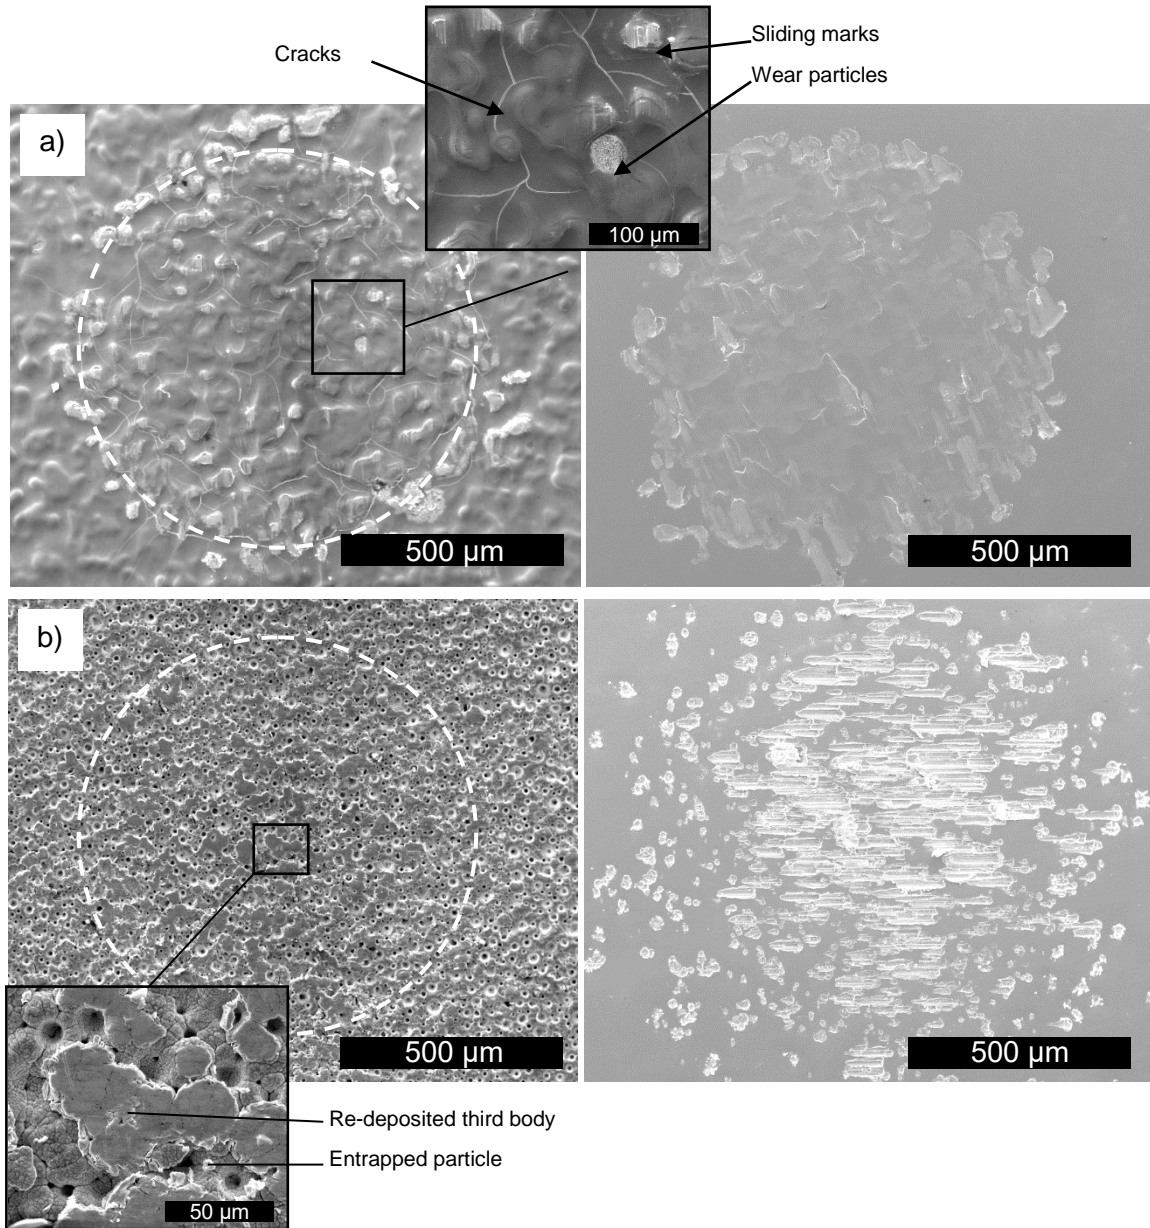 Cracks
Sliding marks
Wear particles
a)
100 µm
500 µm
500 µm
b)
500 µm
500 µm
Re-deposited third body
Entrapped particle
50 µm